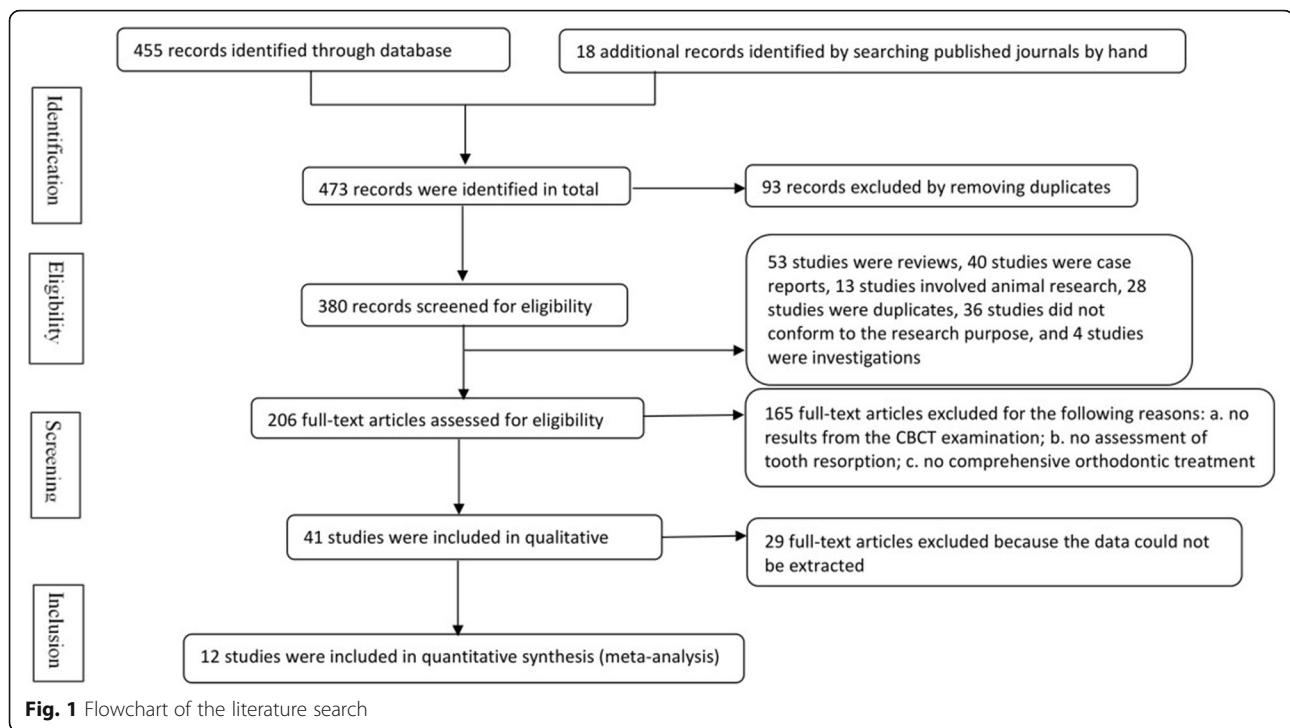 455 records identified through database
18 additional records identified by searching published journals by hand
Identification
473 records were identified in total
93 records excluded by removing duplicates
Eligibility
380 records screened for eligibility
53 studies were reviews, 40 studies were case
reports, 13 studies involved animal research, 28
studies were duplicates, 36 studies did not
conform to the research purpose, and 4 studies
were investigations
Screening
206 full-text articles assessed for eligibility
165 full-text articles excluded for the following reasons: a. no
results from the CBCT examination; b. no assessment of
tooth resorption; c. no comprehensive orthodontic treatment
41 studies were included in qualitative
29 full-text articles excluded because the data could not
be extracted
Inclusion
12 studies were included in quantitative synthesis (meta-analysis)
Fig. 1 Flowchart of the literature search